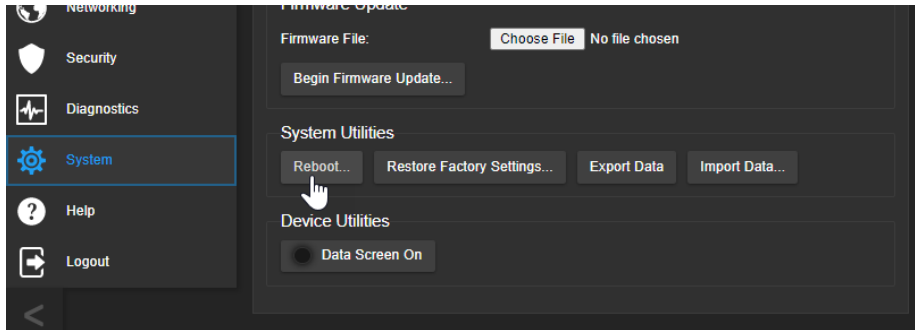 Networking
Firmware Update
Firmware File:
Choose File
No file chosen
Security
Begin Firmware Update...
Diagnostics
System Utilities
System
Reboot...
Restore Factory Settings...
Export Data
Import Data...
Help
Device Utilities
Data Screen On
Logout